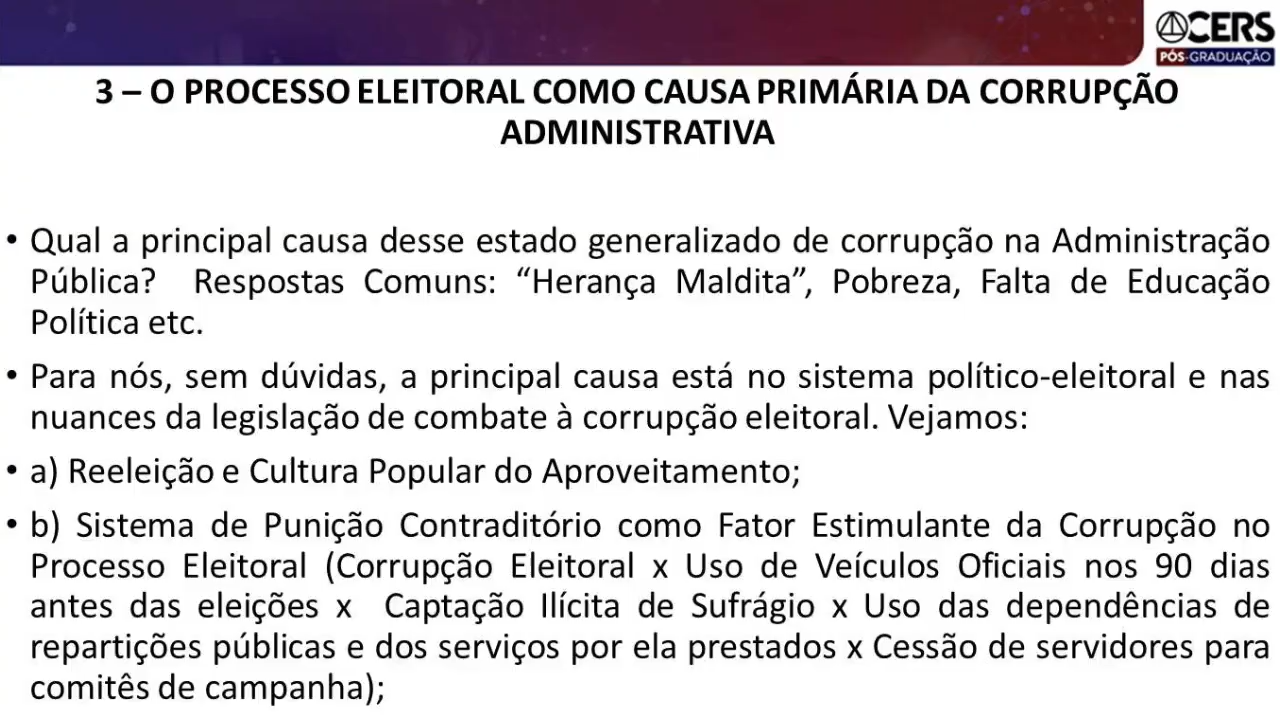 CERS
PÓS-GRADUAÇÃO
3 – O PROCESSO ELEITORAL COMO CAUSA PRIMÁRIA DA CORRUPÇÃO
ADMINISTRATIVA
• Qual a principal causa desse estado generalizado de corrupção na Administração
Pública? Respostas Comuns: “Herança Maldita”, Pobreza, Falta de Educação
Política etc.
• Para nós, sem dúvidas, a principal causa está no sistema político-eleitoral e nas
nuances da legislação de combate à corrupção eleitoral. Vejamos:
• a) Reeleição e Cultura Popular do Aproveitamento;
• b) Sistema de Punição Contraditório como Fator Estimulante da Corrupção no
Processo Eleitoral (Corrupção Eleitoral x Uso de Veículos Oficiais nos 90 dias
antes das eleições x Captação Ilícita de Sufrágio x Uso das dependências de
repartições públicas e dos serviços por ela prestados x Cessão de servidores para
comitês de campanha);